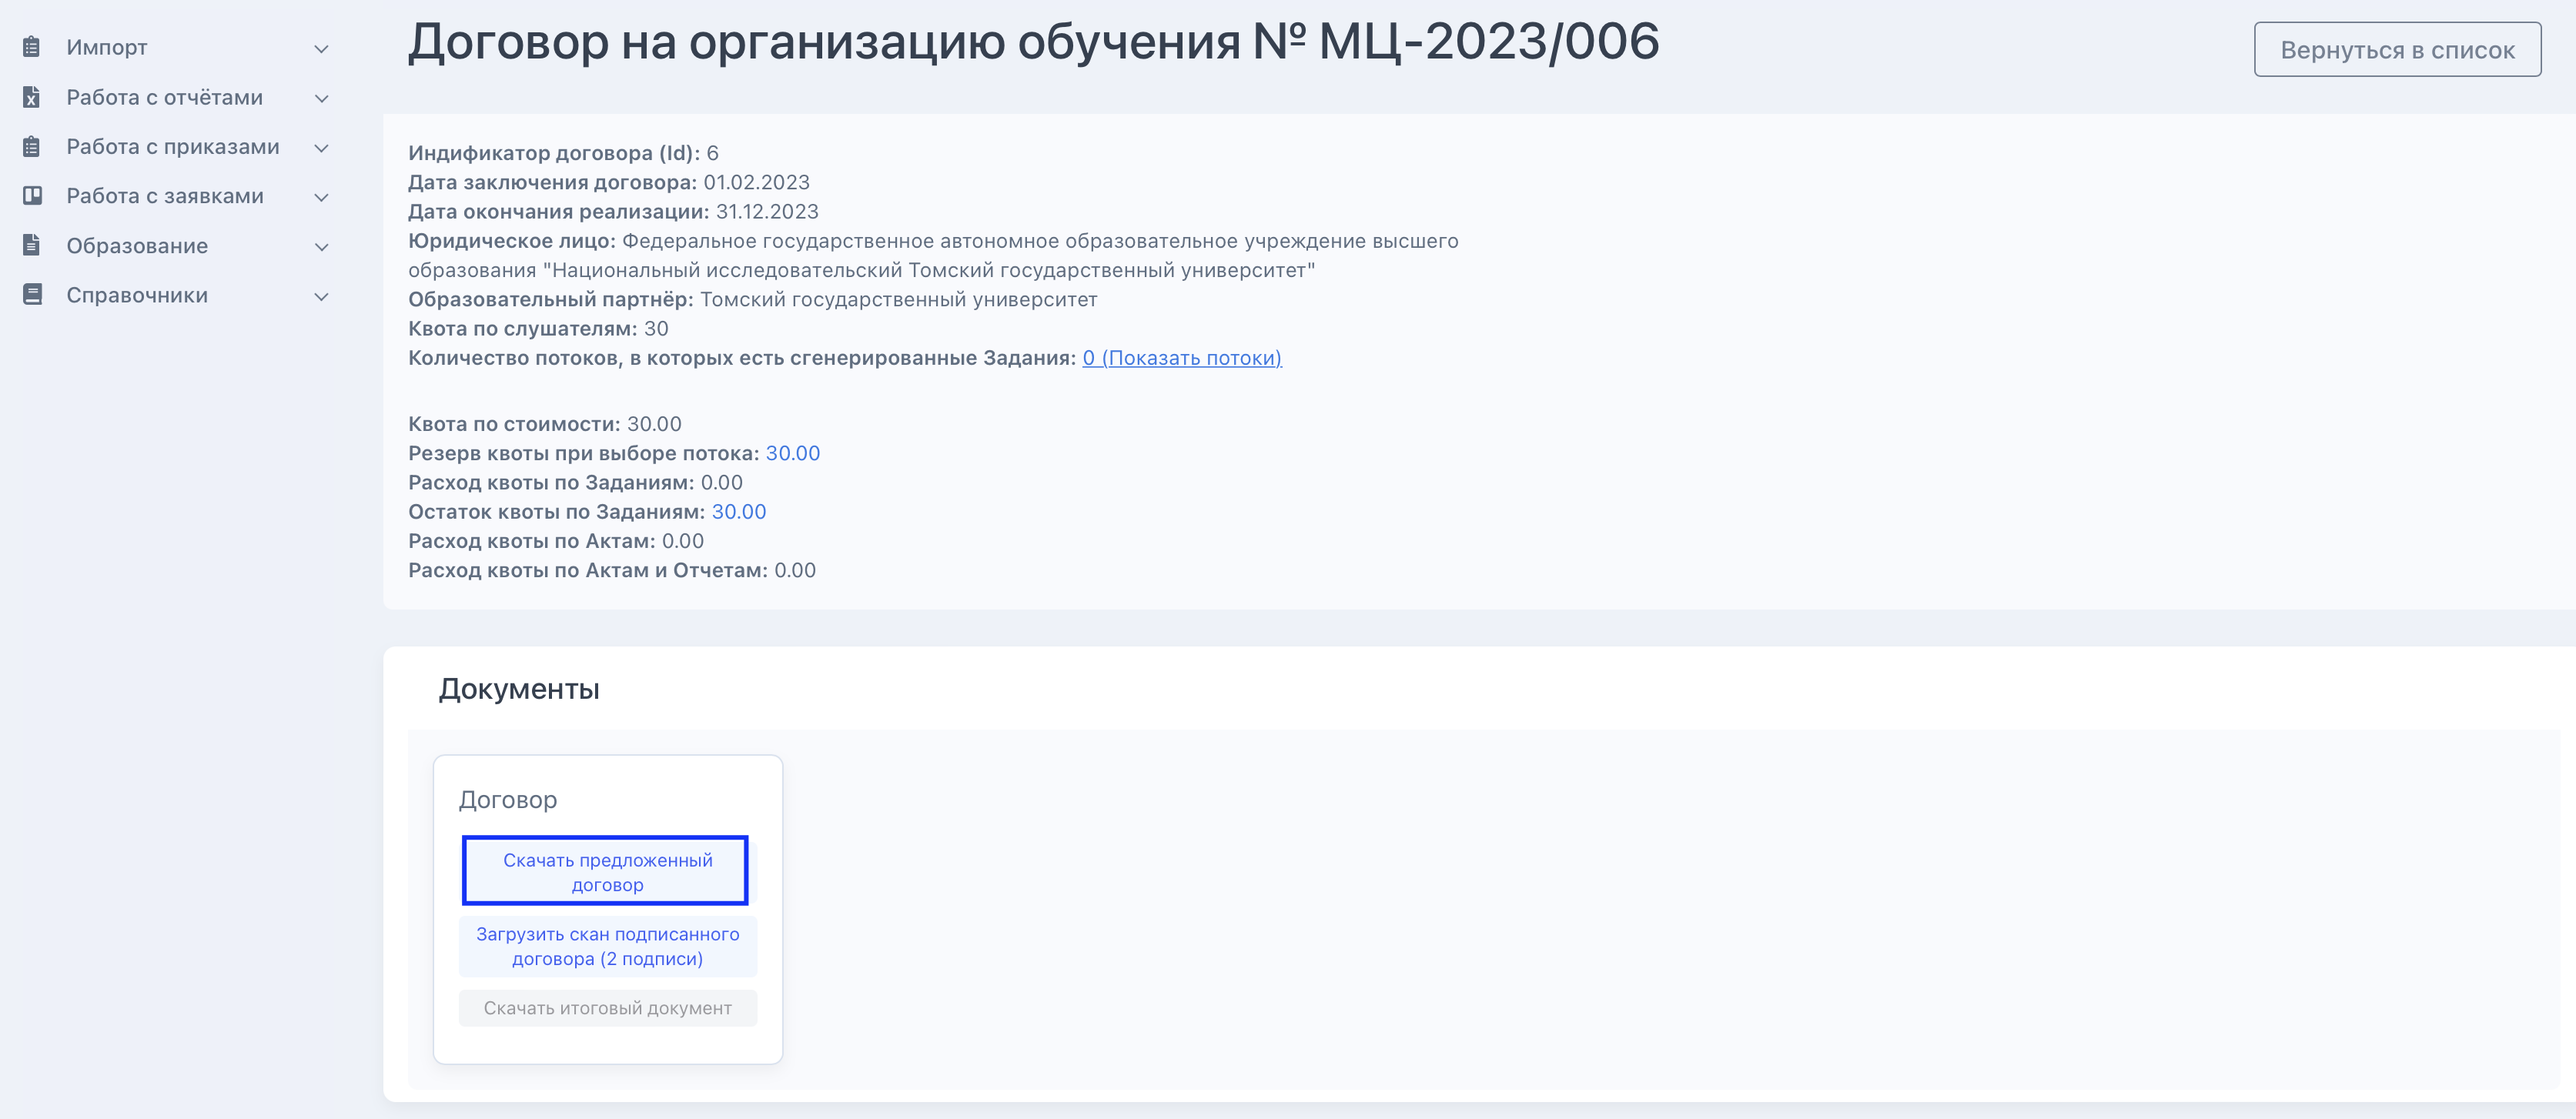 Импорт
Работа с отчётами
Работа с приказами
Работа с заявками
Образование
Справочники
Договор на организацию обучения № МЦ-2023/006
Вернуться в список
Индификатор договора (Id): 6
Дата заключения договора: 01.02.2023
Дата окончания реализации: 31.12.2023
Юридическое лицо: Федеральное государственное автономное образовательное учреждение высшего
образования "Национальный исследовательский Томский государственный университет"
Образовательный партнёр: Томский государственный университет
Квота по слушателям: 30
Количество потоков, в которых есть сгенерированные Задания: 0 (Показать потоки)
Квота по стоимости: 30.00
Резерв квоты при выборе потока: 30.00
Расход квоты по Заданиям: 0.00
Остаток квоты по Заданиям: 30.00
Расход квоты по Актам: 0.00
Расход квоты по Актам и Отчетам: 0.00
Документы
Договор
Скачать предложенный
договор
Загрузить скан подписанного
договора (2 подписи)
Скачать итоговый документ